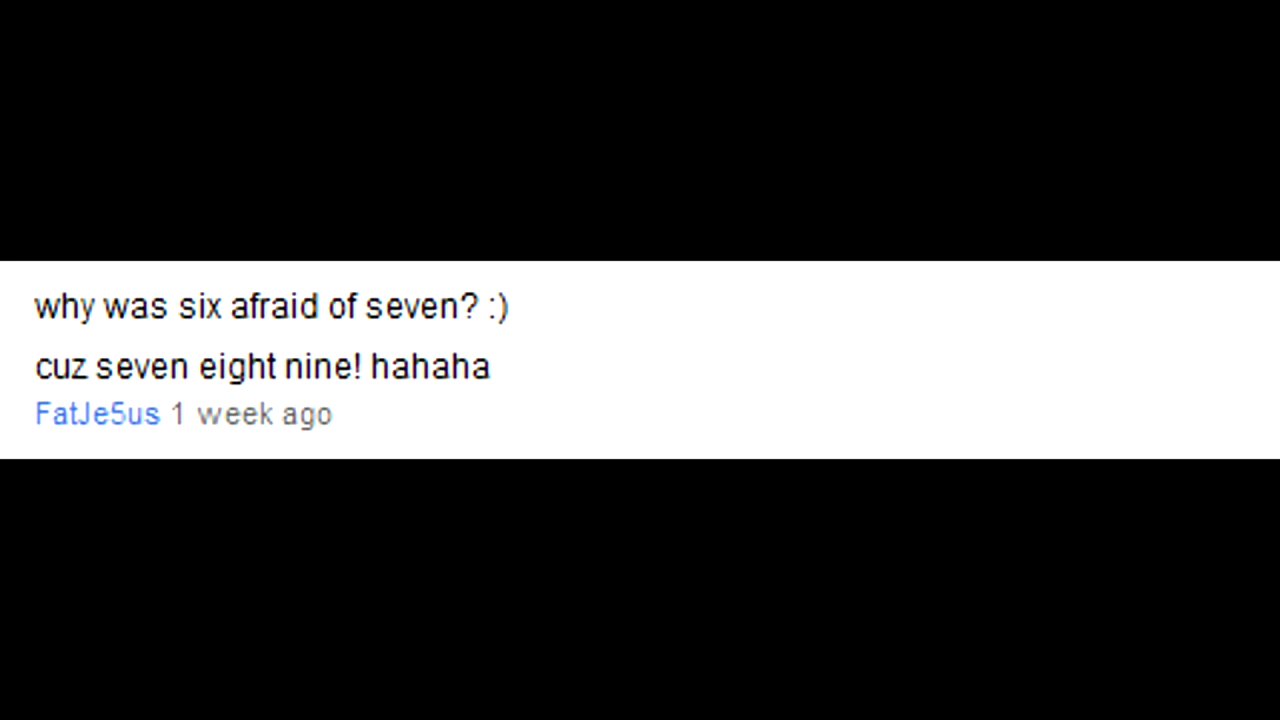 why was six afraid of seven? :)
cuz seven eight nine! hahaha
FatJe5us 1 week ago